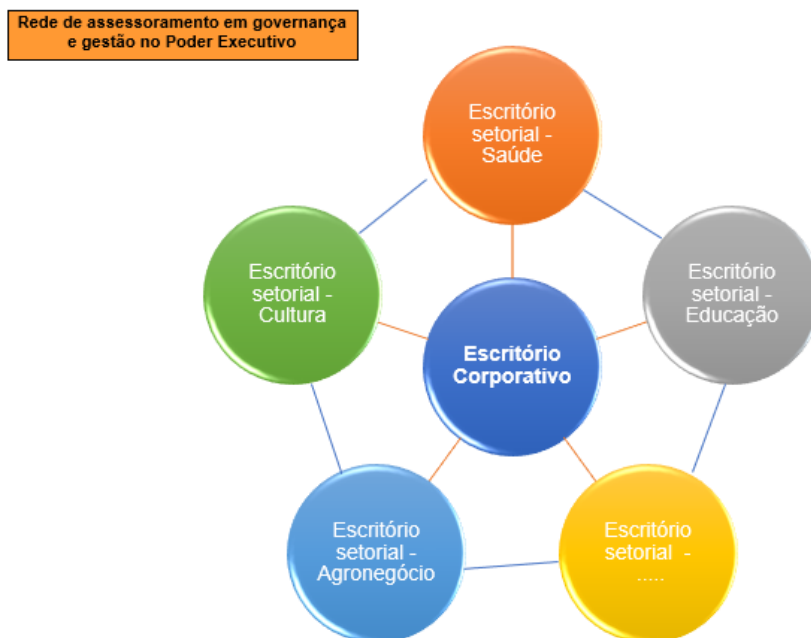 Rede de assessoramento em governança
e gestão no Poder Executivo
Escritório
setorial -
Saúde
Escritório
setorial -
Cultura
Escritório
setorial -
Educação
Escritório
Corporativo
Escritório
setorial -
Agronegócio
Escritório
setorial -
.....